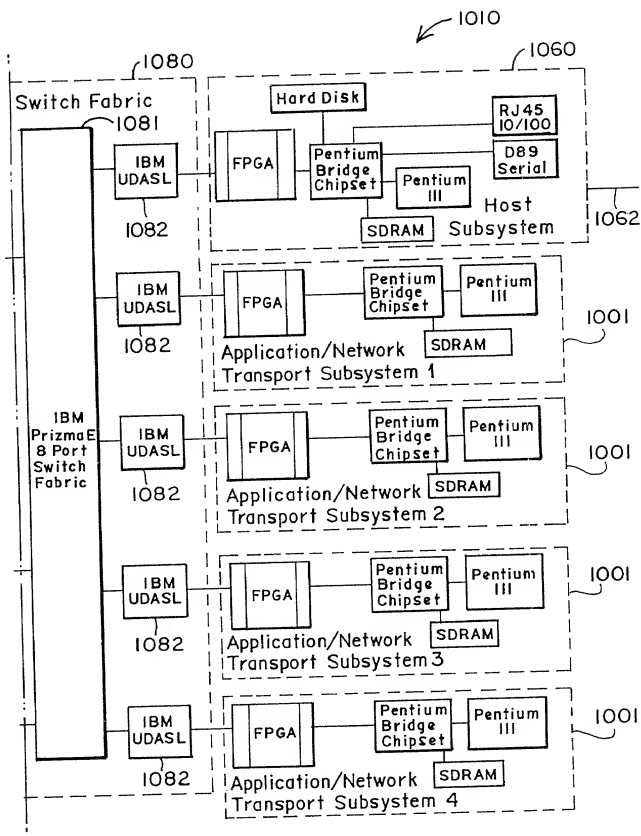 1010
1080
1060
Switch Fabric
1081
Hard Disk
RJ45
10/100
D89
Serial
IBM
UDASL
FPGA
Pentium
Bridge
Chipset
Pentium
III
1082
SDRAM
Host
Subsystem
1062
IBM
UDASL
FPGA
Pentium
Bridge
Chipset
Pentium
III
1082
SDRAM
1001
Application/Network
Transport Subsystem 1
IBM
PrizmaE
8 Port
Switch
Fabric
IBM
UDASL
FPGA
Pentium
Bridge
Chipset
Pentium
III
1082
SDRAM
1001
Application/Network
Transport Subsystem 2
IBM
UDASL
FPGA
Pentium
Bridge
Chipset
Pentium
III
1082
SDRAM
1001
Application/Network
Transport Subsystem 3
IBM
UDASL
FPGA
Pentium
Bridge
Chipset
Pentium
III
1082
SDRAM
1001
Application/Network
Transport Subsystem 4